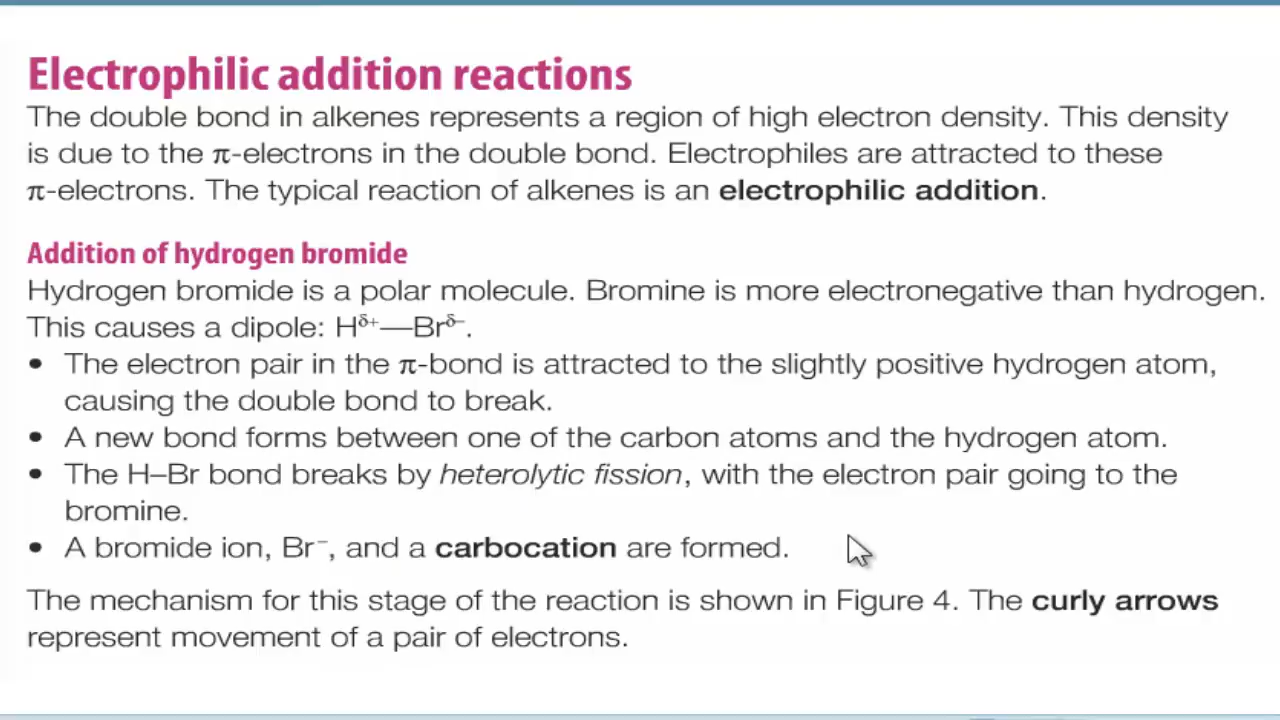 Electrophilic addition reactions
The double bond in alkenes represents a region of high electron density. This density
is due to the π-electrons in the double bond. Electrophiles are attracted to these
π-electrons. The typical reaction of alkenes is an electrophilic addition.
Addition of hydrogen bromide
Hydrogen bromide is a polar molecule. Bromine is more electronegative than hydrogen.
This causes a dipole: Hᵟ⁺—Brᵟ⁻.
• The electron pair in the π-bond is attracted to the slightly positive hydrogen atom,
causing the double bond to break.
• A new bond forms between one of the carbon atoms and the hydrogen atom.
• The H–Br bond breaks by heterolytic fission, with the electron pair going to the
bromine.
• A bromide ion, Br⁻, and a carbocation are formed.
The mechanism for this stage of the reaction is shown in Figure 4. The curly arrows
represent movement of a pair of electrons.